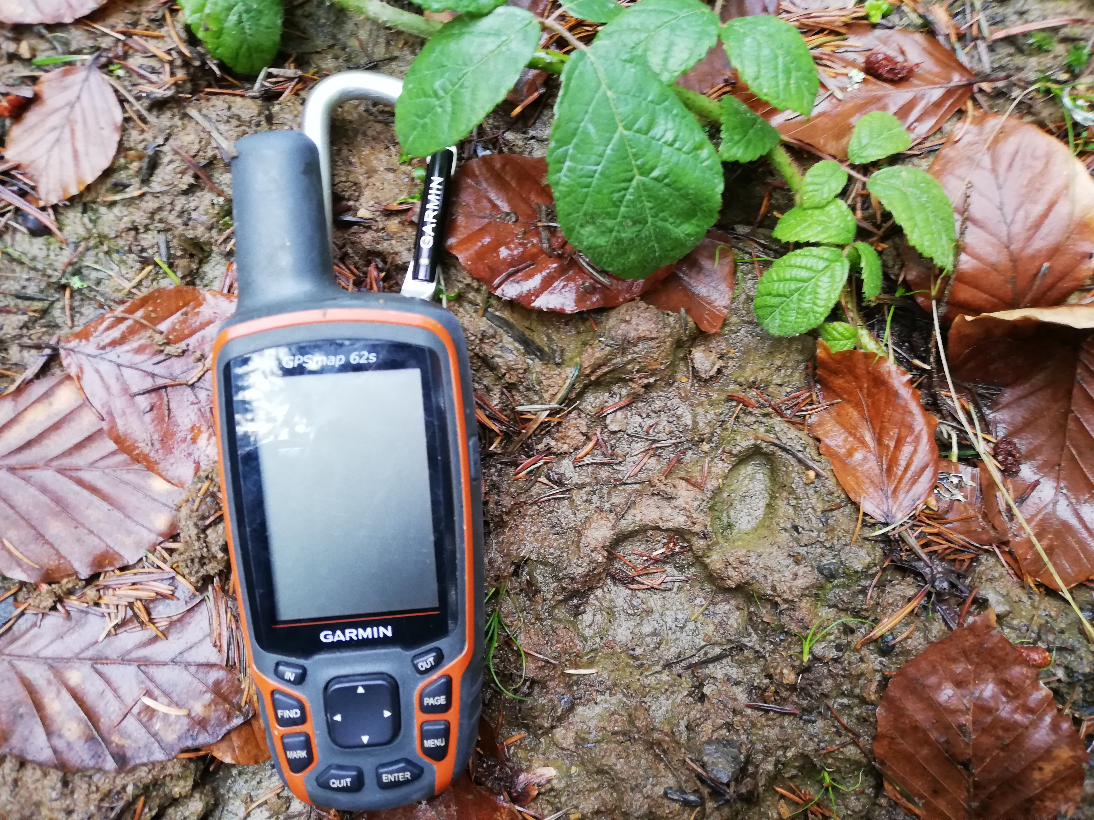 GARMIN
GPSmap 62s
GARMIN
IN
OUT
FIND
PAGE
MARK
MENU
QUIT
ENTER